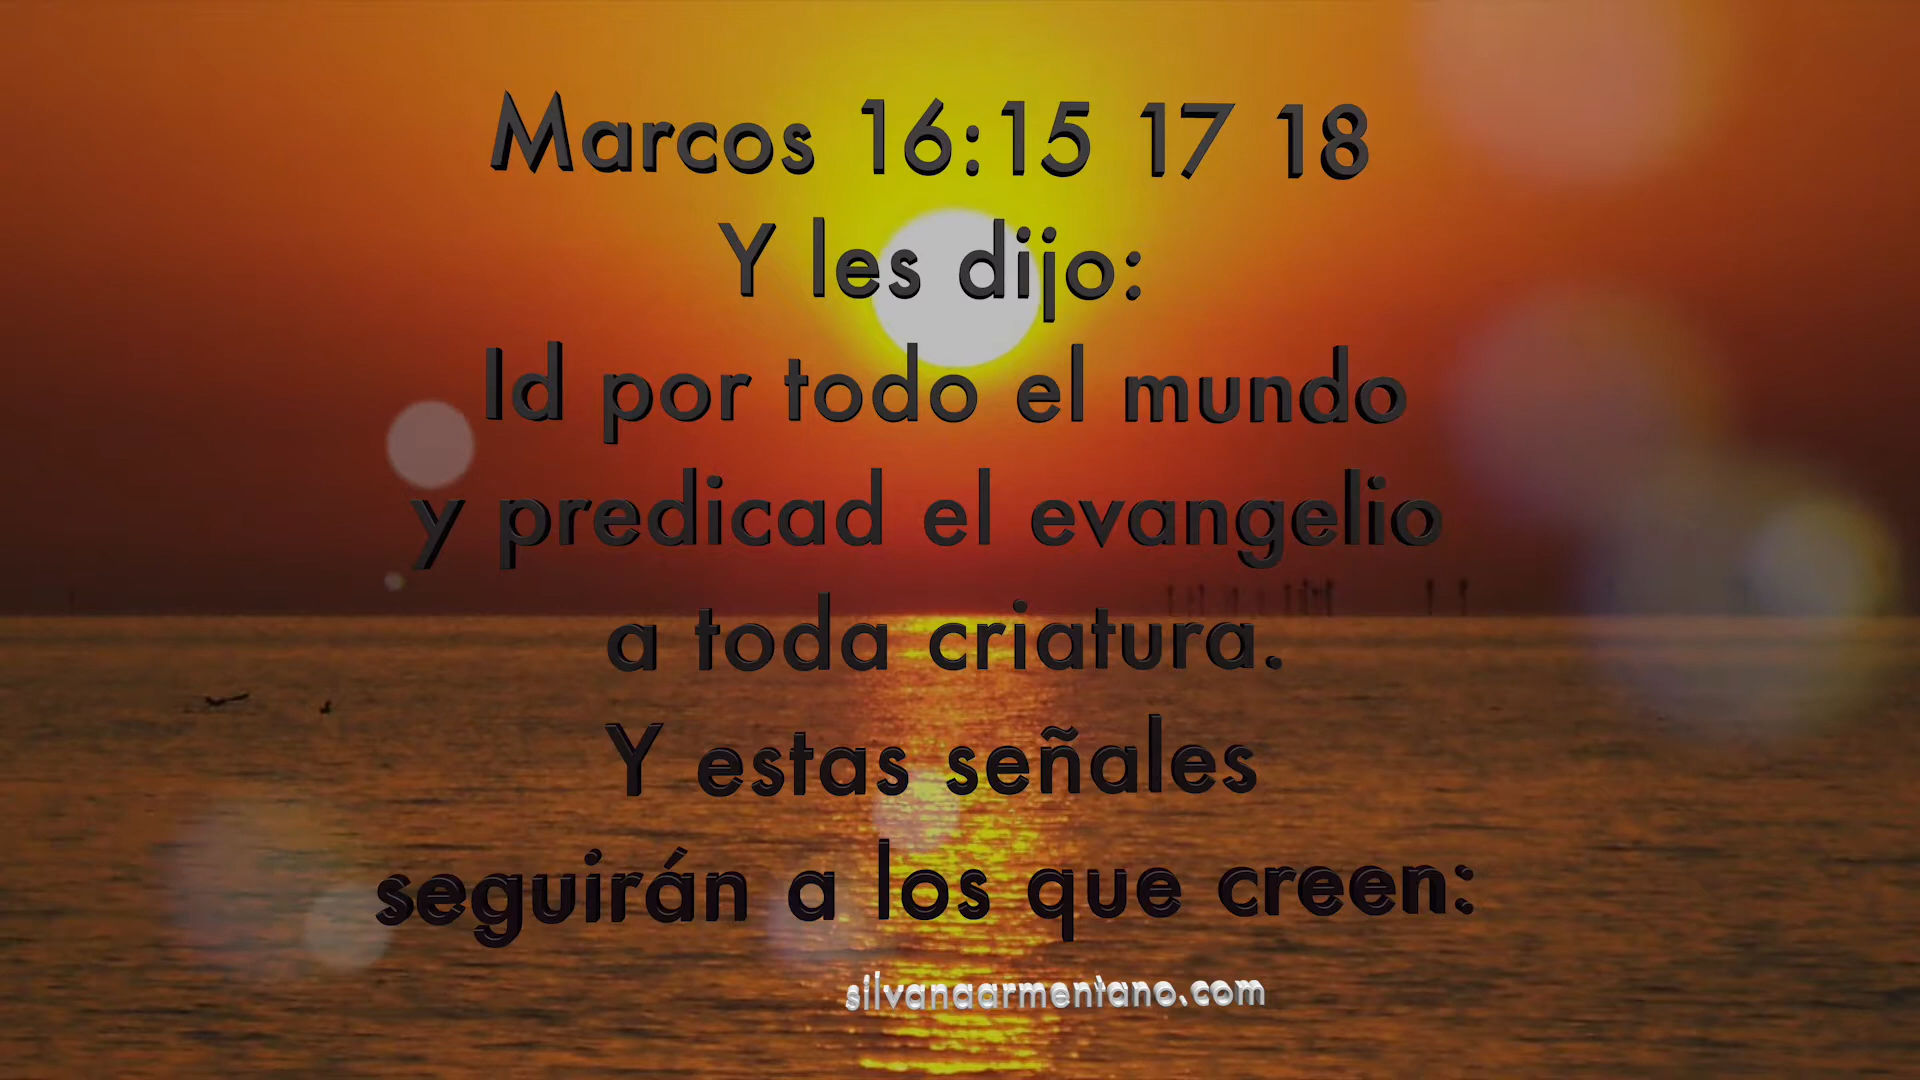 Marcos 16:15 17 18
Y les dijo:
Id por todo el mundo
y predicad el evangelio
a toda criatura.
Y estas señales
seguirán a los que creen:
silvanaarmentano.com